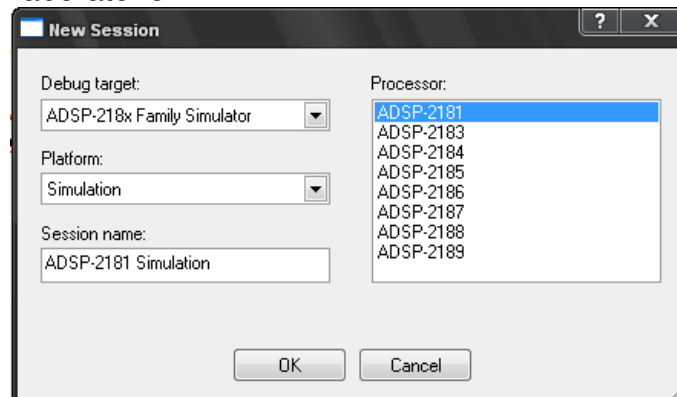 New Session
Debug target:
ADSP-218x Family Simulator
Platform:
Simulation
Session name:
ADSP-2181 Simulation
Processor:
ADSP-2181
ADSP-2183
ADSP-2184
ADSP-2185
ADSP-2186
ADSP-2187
ADSP-2188
ADSP-2189
OK
Cancel